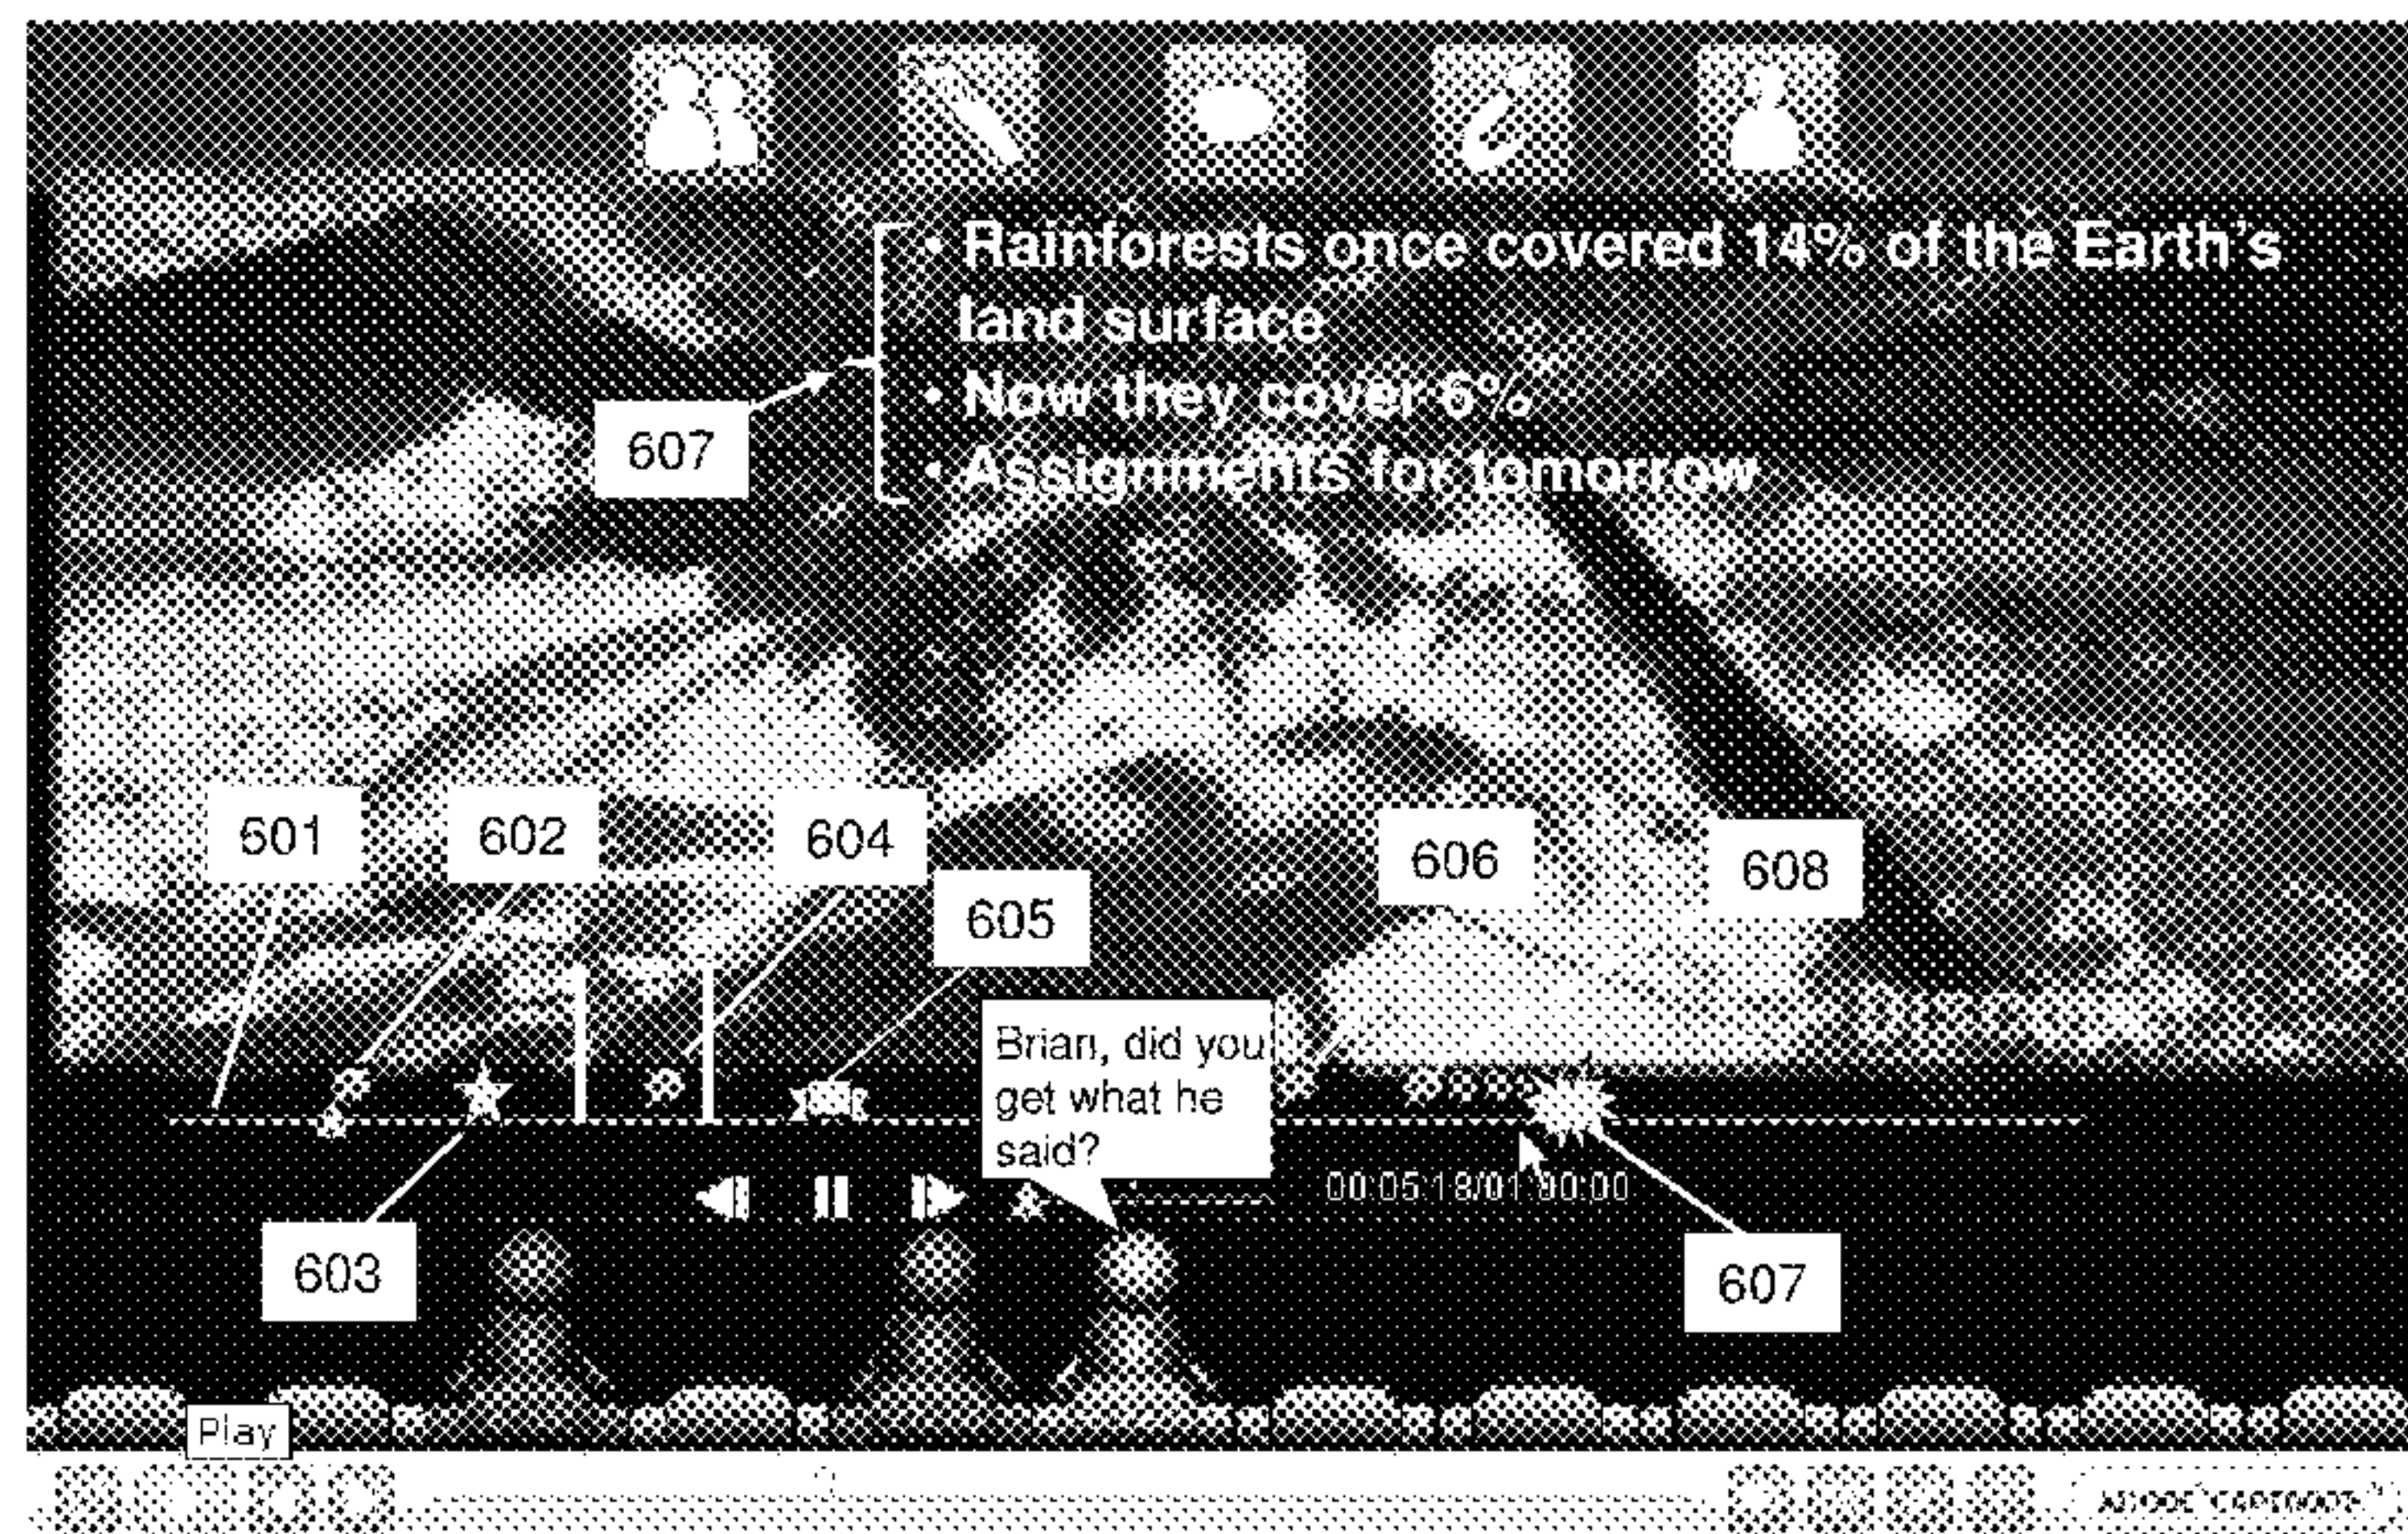 • Rainforests once covered 14% of the Earth's
land surface
• Now they cover 6%
• Assignments for tomorrow
607
601
602
604
606
608
605
Brian, did you
get what he
said?
00:05:18/01:00:00
603
607
Play